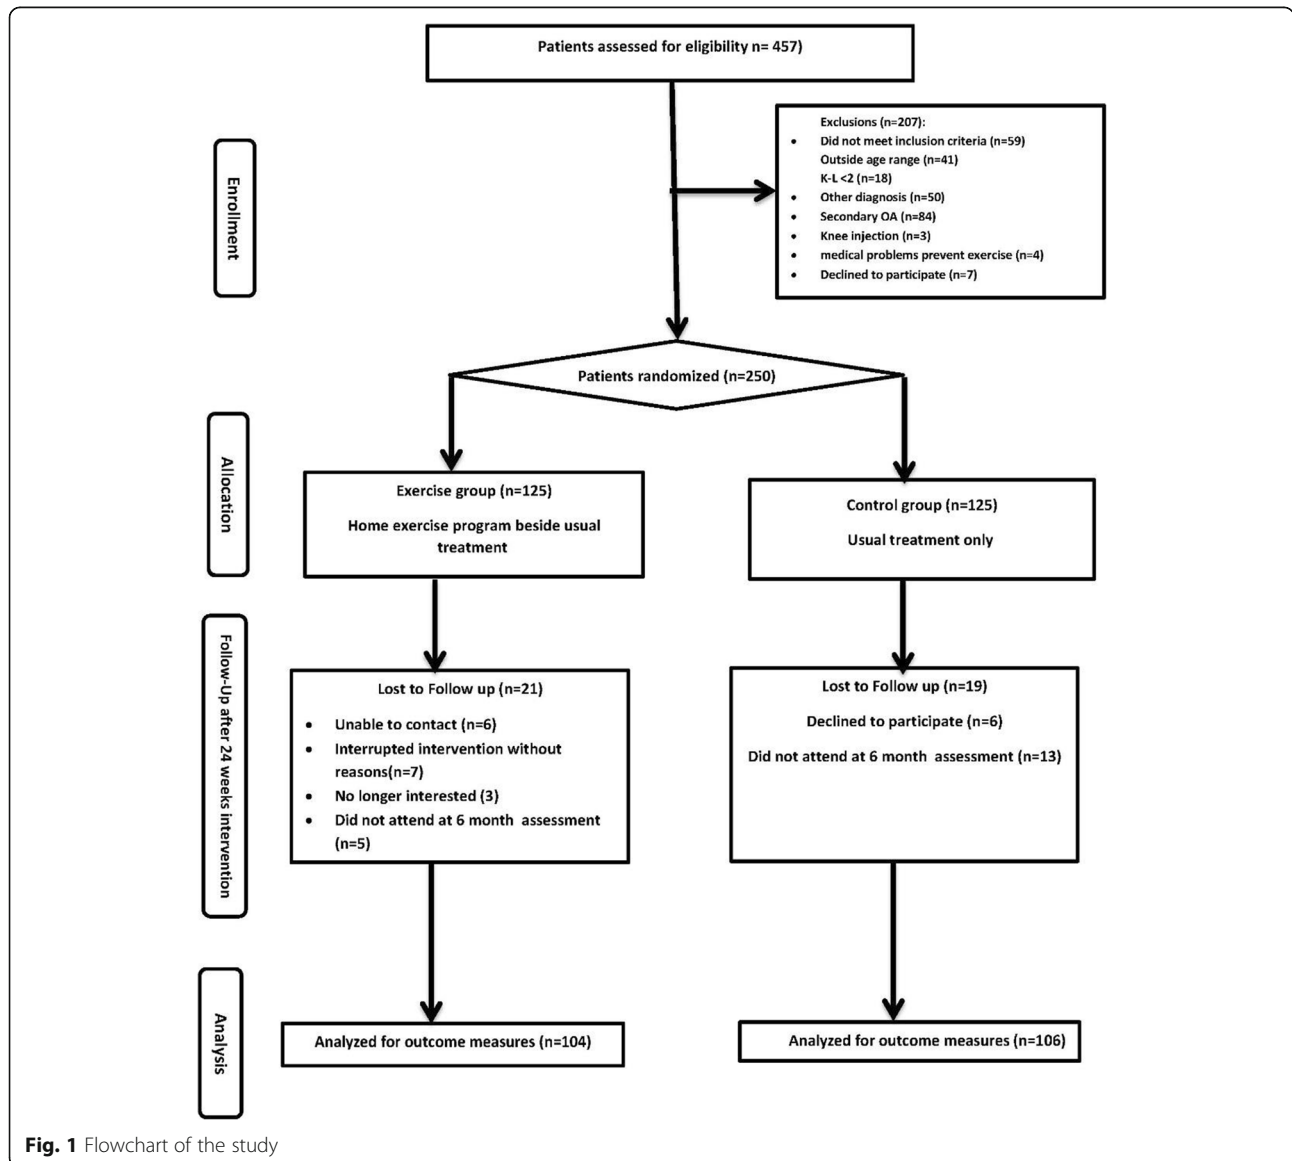 Patients assessed for eligibility n= 457)
Enrollment
Exclusions (n=207):
• Did not meet inclusion criteria (n=59)
Outside age range (n=41)
K-L <2 (n=18)
• Other diagnosis (n=50)
• Secondary OA (n=84)
• Knee injection (n=3)
• medical problems prevent exercise (n=4)
• Declined to participate (n=7)
Patients randomized (n=250)
Allocation
Exercise group (n=125)
Home exercise program beside usual
treatment
Control group (n=125)
Usual treatment only
Follow-Up after 24 weeks intervention
Lost to Follow up (n=21)
• Unable to contact (n=6)
• Interrupted intervention without
reasons(n=7)
• No longer interested (3)
• Did not attend at 6 month assessment
(n=5)
Lost to Follow up (n=19)
Declined to participate (n=6)
Did not attend at 6 month assessment (n=13)
Analysis
Analyzed for outcome measures (n=104)
Analyzed for outcome measures (n=106)
Fig. 1 Flowchart of the study